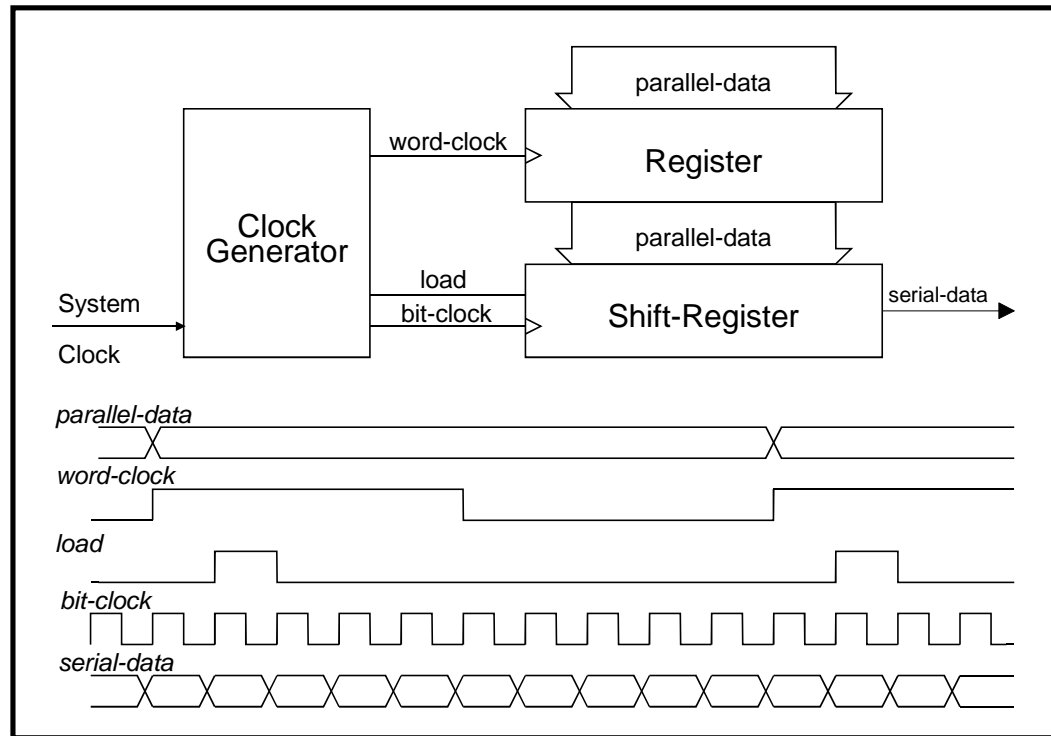 parallel-data
word-clock
Register
Clock
Generator
parallel-data
load
bit-clock
Shift-Register
serial-data
System
Clock
parallel-data
word-clock
load
bit-clock
serial-data